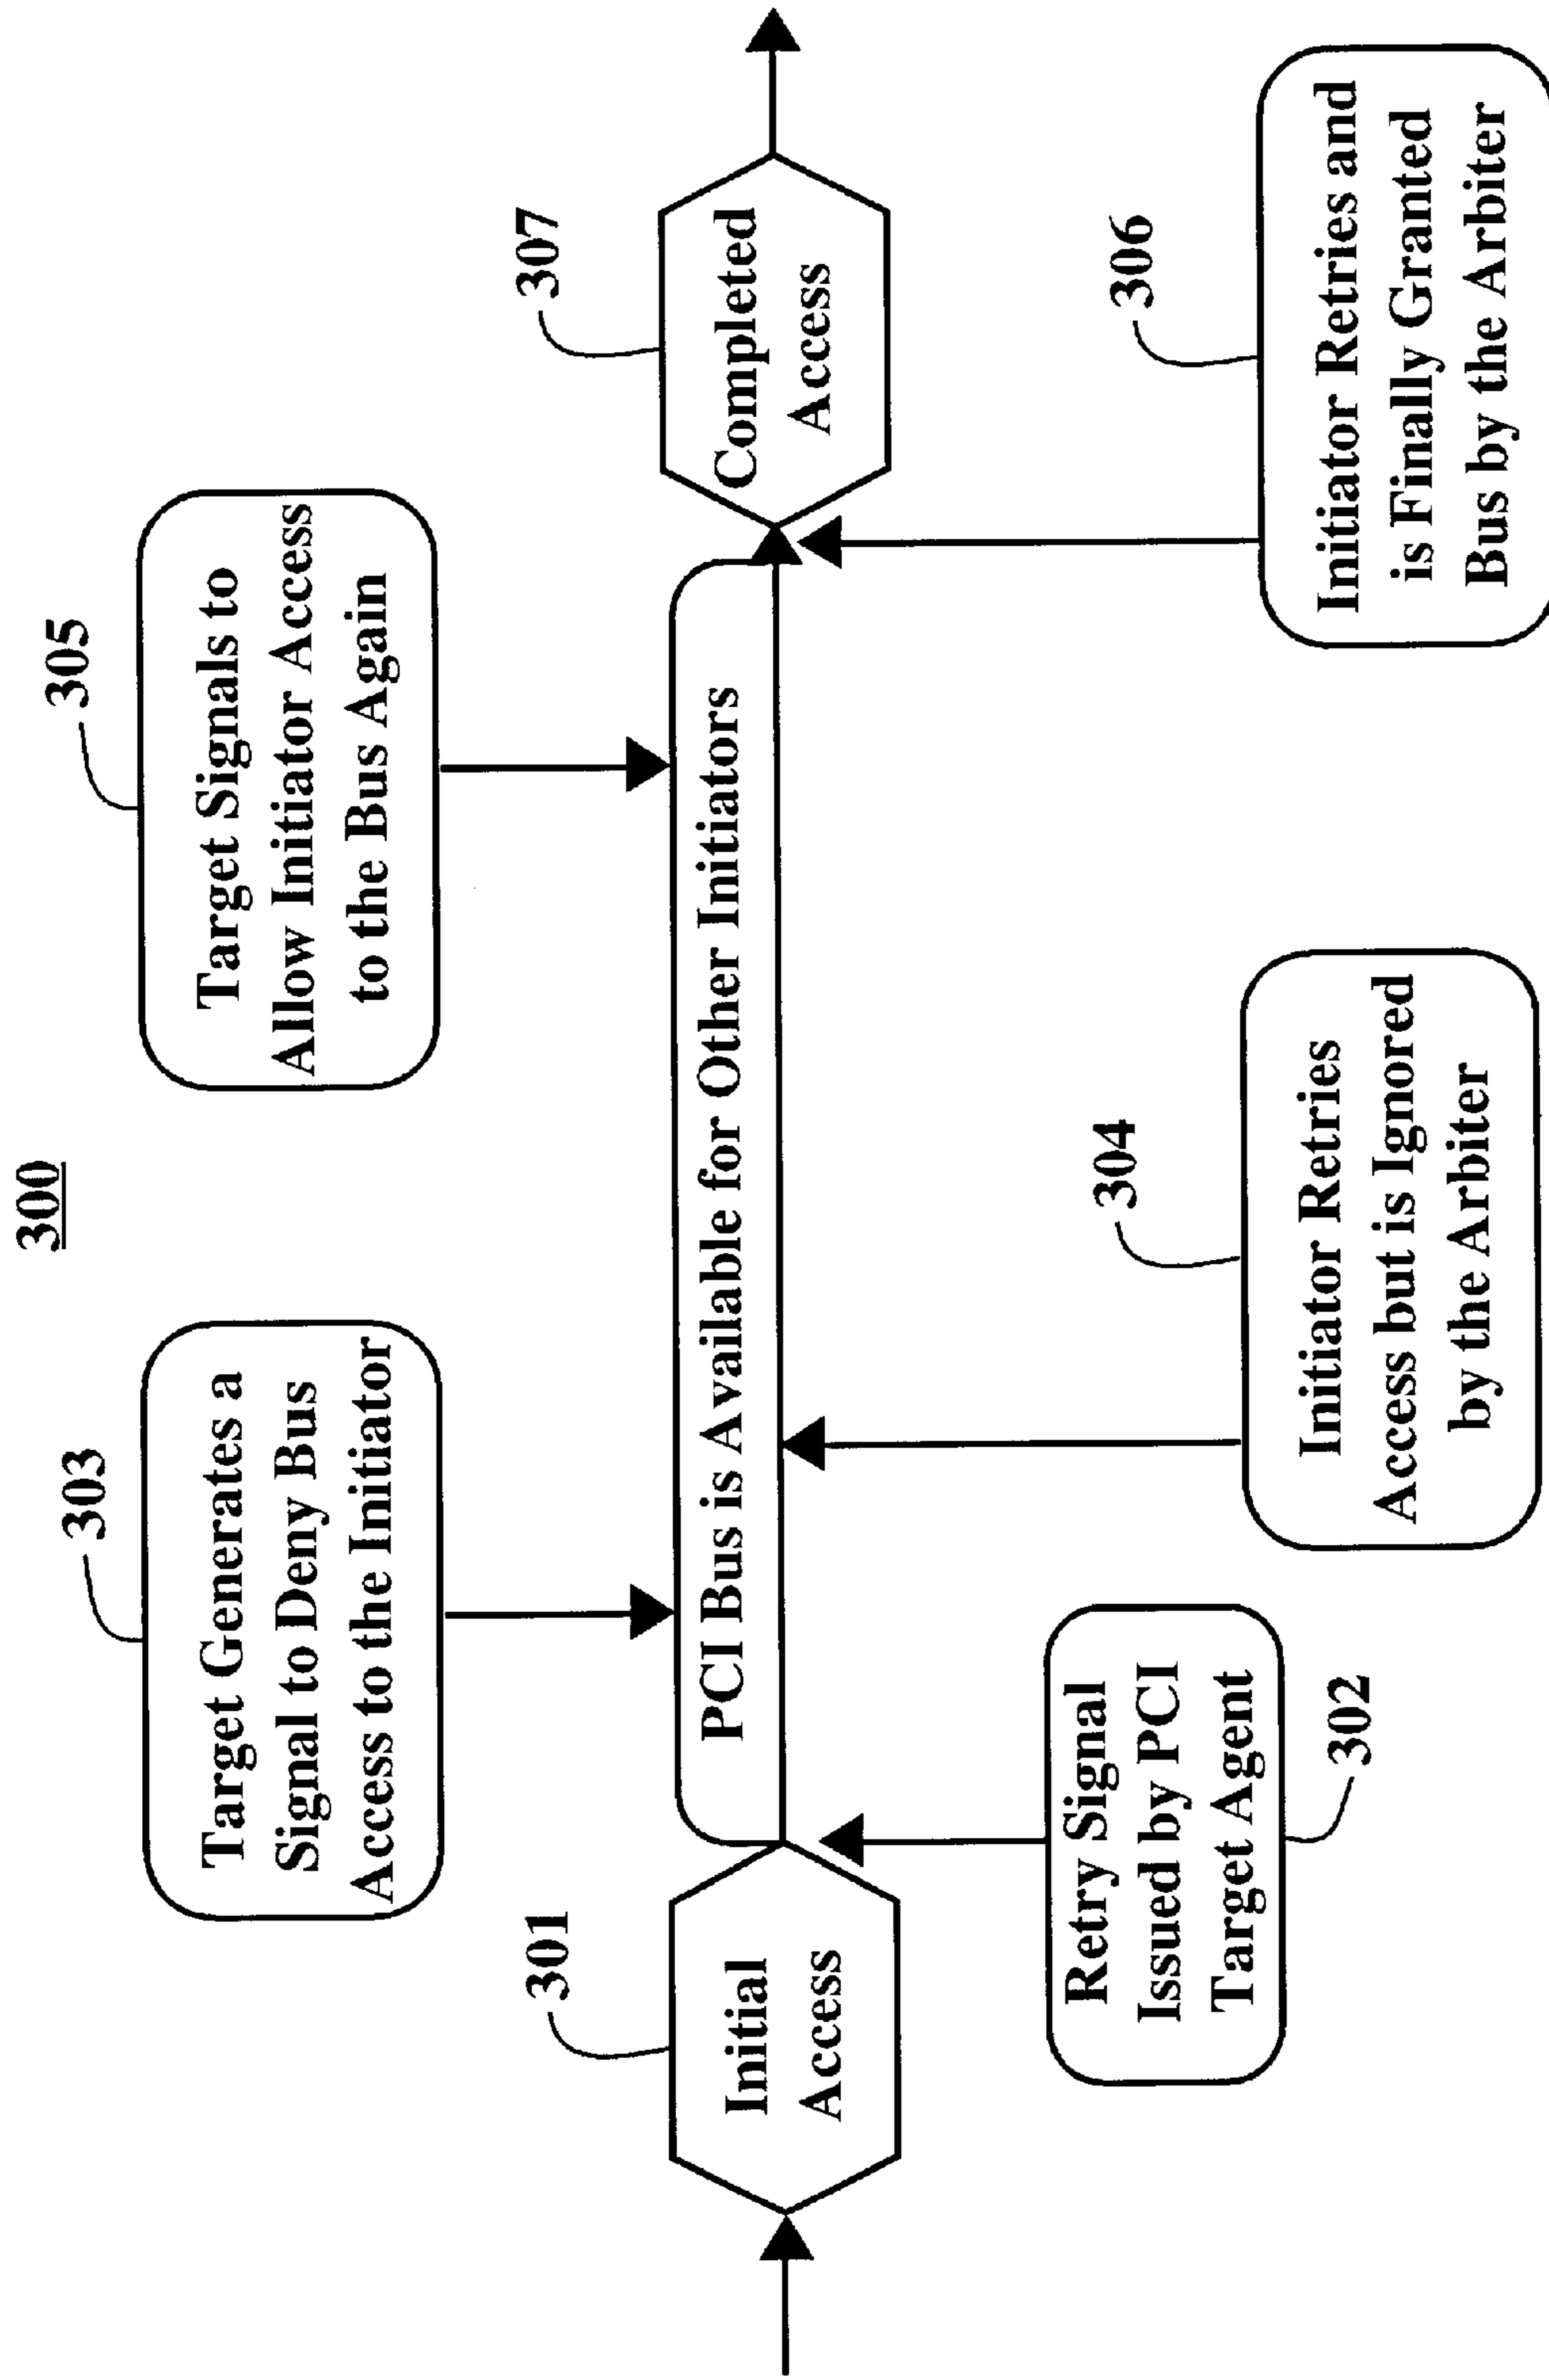 300
303
305
Target Generates a
Signal to Deny Bus
Access to the Initiator
Target Signals to
Allow Initiator Access
to the Bus Again
301
307
Initial
Access
PCI Bus is Available for Other Initiators
Completed
Access
Retry Signal
Issued by PCI
Target Agent
302
304
306
Initiator Retries
Access but is Ignored
by the Arbiter
Initiator Retries and
is Finally Granted
Bus by the Arbiter